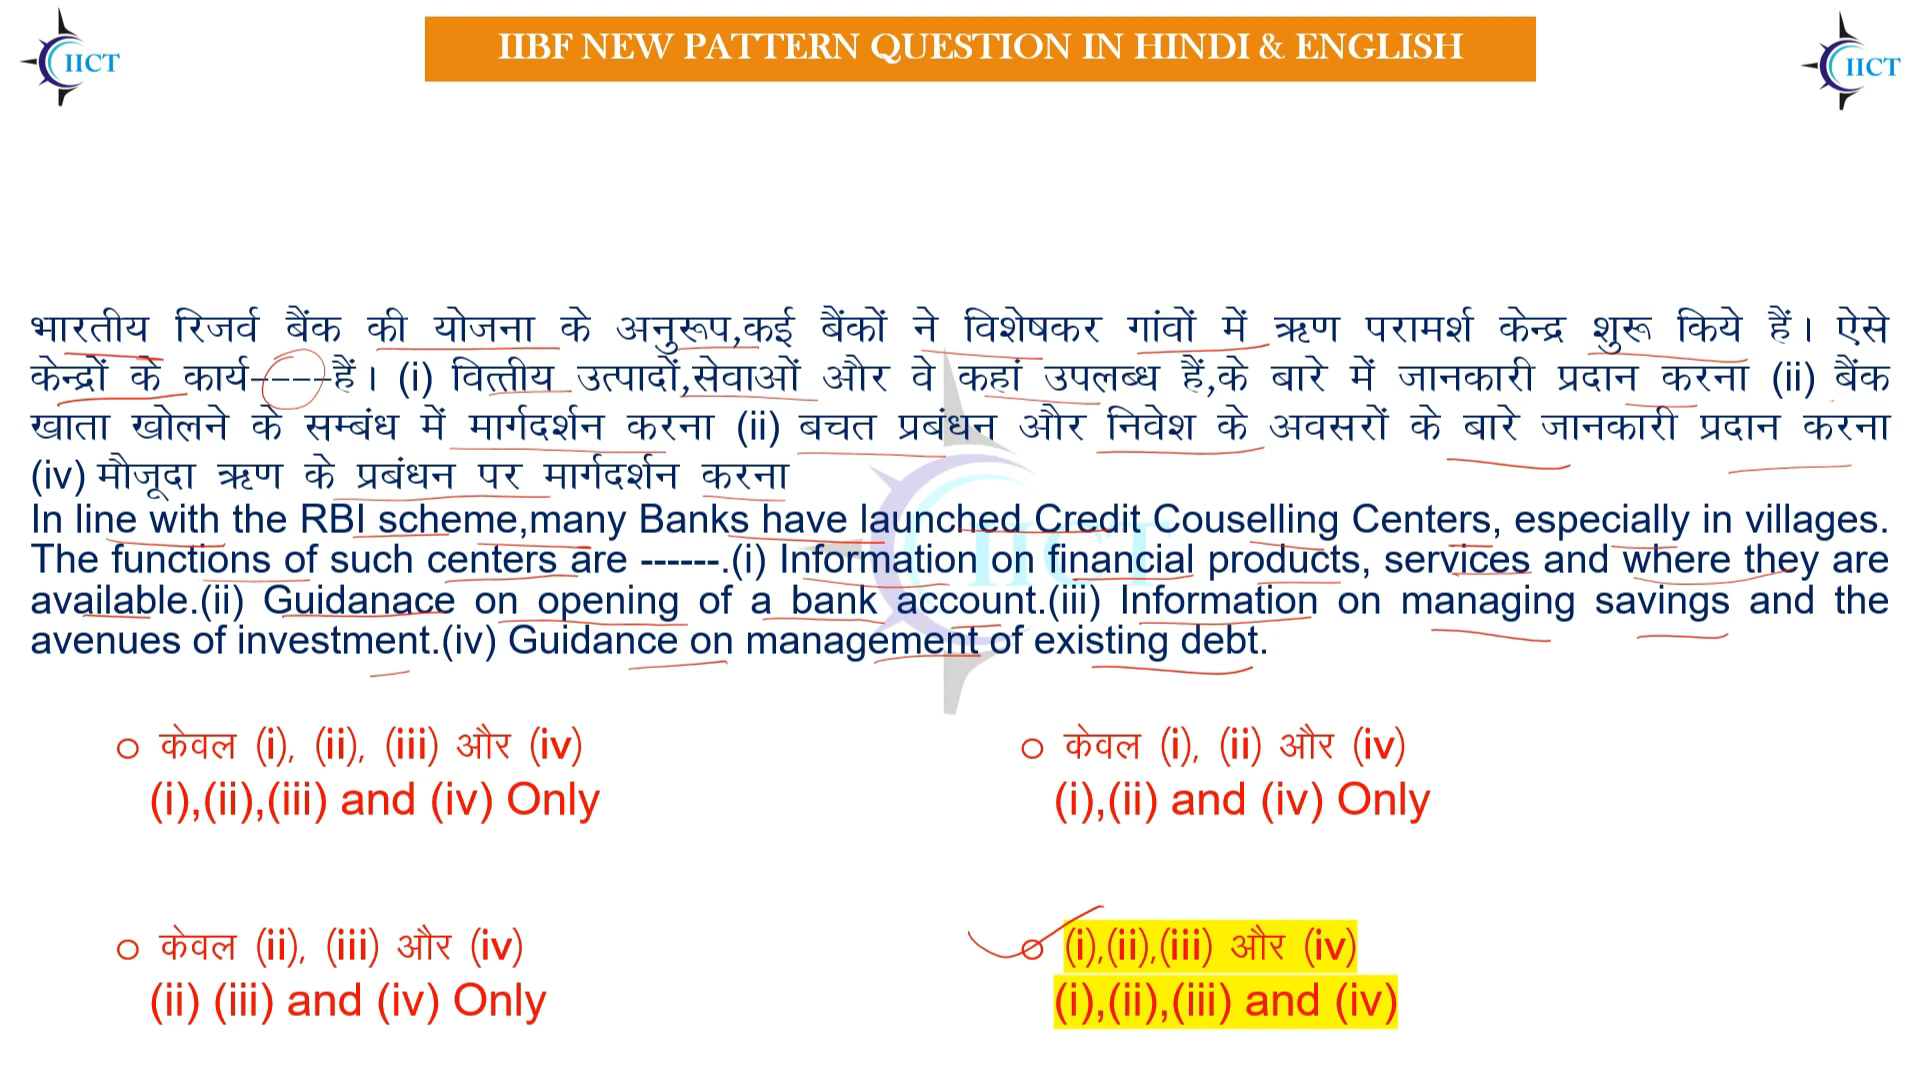 IICT
IIBF NEW PATTERN QUESTION IN HINDI & ENGLISH
IICT
भारतीय रिजर्व बैंक की योजना के अनुरूप,कई बैंकों ने विशेषकर गांवों में ऋण परामर्श केन्द्र शुरू किये हैं। ऐसे
केन्द्रों के कार्य-----हैं। (i) वित्तीय उत्पादों,सेवाओं और वे कहां उपलब्ध हैं,के बारे में जानकारी प्रदान करना (ii) बैंक
खाता खोलने के सम्बंध में मार्गदर्शन करना (ii) बचत प्रबंधन और निवेश के अवसरों के बारे जानकारी प्रदान करना
(iv) मौजूदा ऋण के प्रबंधन पर मार्गदर्शन करना
In line with the RBI scheme,many Banks have launched Credit Couselling Centers, especially in villages.
The functions of such centers are ------.(i) Information on financial products, services and where they are
available.(ii) Guidanace on opening of a bank account.(iii) Information on managing savings and the
avenues of investment.(iv) Guidance on management of existing debt.
IICT
केवल (i), (ii), (iii) और (iv)
(i),(ii),(iii) and (iv) Only
केवल (i), (ii) और (iv)
(i),(ii) and (iv) Only
केवल (ii), (iii) और (iv)
(ii) (iii) and (iv) Only
(i),(ii),(iii) और (iv)
(i),(ii),(iii) and (iv)